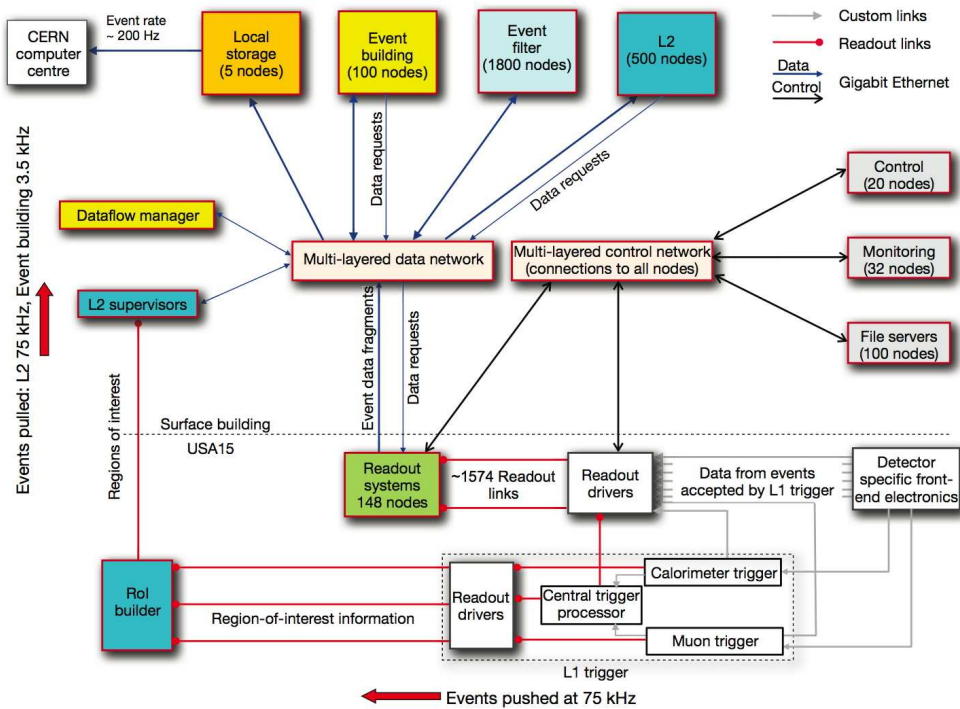 Event rate
~ 200 Hz
CERN
computer
centre
Local
storage
(5 nodes)
Event
building
(100 nodes)
Event
filter
(1800 nodes)
L2
(500 nodes)
Custom links
Readout links
Data
Control
Gigabit Ethernet
Data requests
Data requests
Control
(20 nodes)
Dataflow manager
Multi-layered data network
Multi-layered control network
(connections to all nodes)
Monitoring
(32 nodes)
L2 supervisors
File servers
(100 nodes)
Events pulled: L2 75 kHz, Event building 3.5 kHz
Regions of interest
Event data fragments
Data requests
Surface building
USA15
Readout
systems
148 nodes
~1574 Readout
links
Readout
drivers
Data from events
accepted by L1 trigger
Detector
specific front-
end electronics
RoI
builder
Region-of-interest information
Readout
drivers
Central trigger
processor
Calorimeter trigger
Muon trigger
L1 trigger
Events pushed at 75 kHz